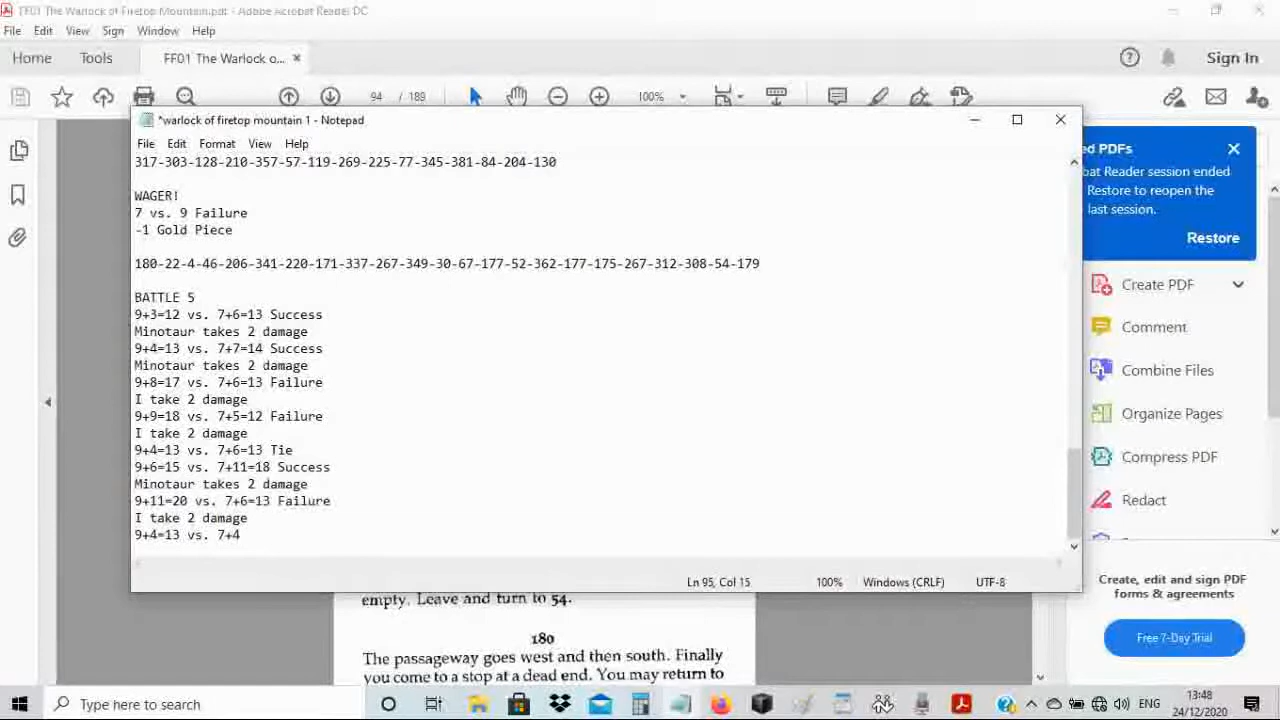 FF01 The Warlock of Firetop Mountain.pdf - Adobe Acrobat Reader DC
File Edit View Sign Window Help
Home Tools FF01 The Warlock o... Sign In
94 / 189 100%
*warlock of firetop mountain 1 - Notepad
File Edit Format View Help
317-303-128-210-357-57-119-269-225-77-345-381-84-204-130
WAGER!
7 vs. 9 Failure
-1 Gold Piece
180-22-4-46-206-341-220-171-337-267-349-30-67-177-52-362-177-175-267-312-308-54-179
BATTLE 5
9+3=12 vs. 7+6=13 Success
Minotaur takes 2 damage
9+4=13 vs. 7+7=14 Success
Minotaur takes 2 damage
9+8=17 vs. 7+6=13 Failure
I take 2 damage
9+9=18 vs. 7+5=12 Failure
I take 2 damage
9+4=13 vs. 7+6=13 Tie
9+6=15 vs. 7+11=18 Success
Minotaur takes 2 damage
9+11=20 vs. 7+6=13 Failure
I take 2 damage
9+4=13 vs. 7+4
Ln 95, Col 15 100% Windows (CRLF) UTF-8
ed PDFs
bat Reader session ended
Restore to reopen the
last session.
Restore
Create PDF
Comment
Combine Files
Organize Pages
Compress PDF
Redact
Create, edit and sign PDF
forms & agreements
Free 7-Day Trial
empty. Leave and turn to 54.
180
The passageway goes west and then south. Finally
you come to a stop at a dead end. You may return to
Type here to search
ENG
13:48
24/12/2020